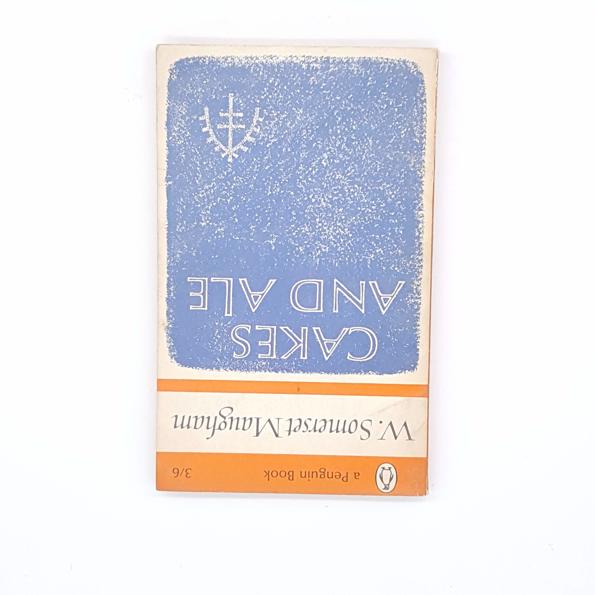 a Penguin Book 3/6
W. Somerset Maugham
CAKES
AND ALE